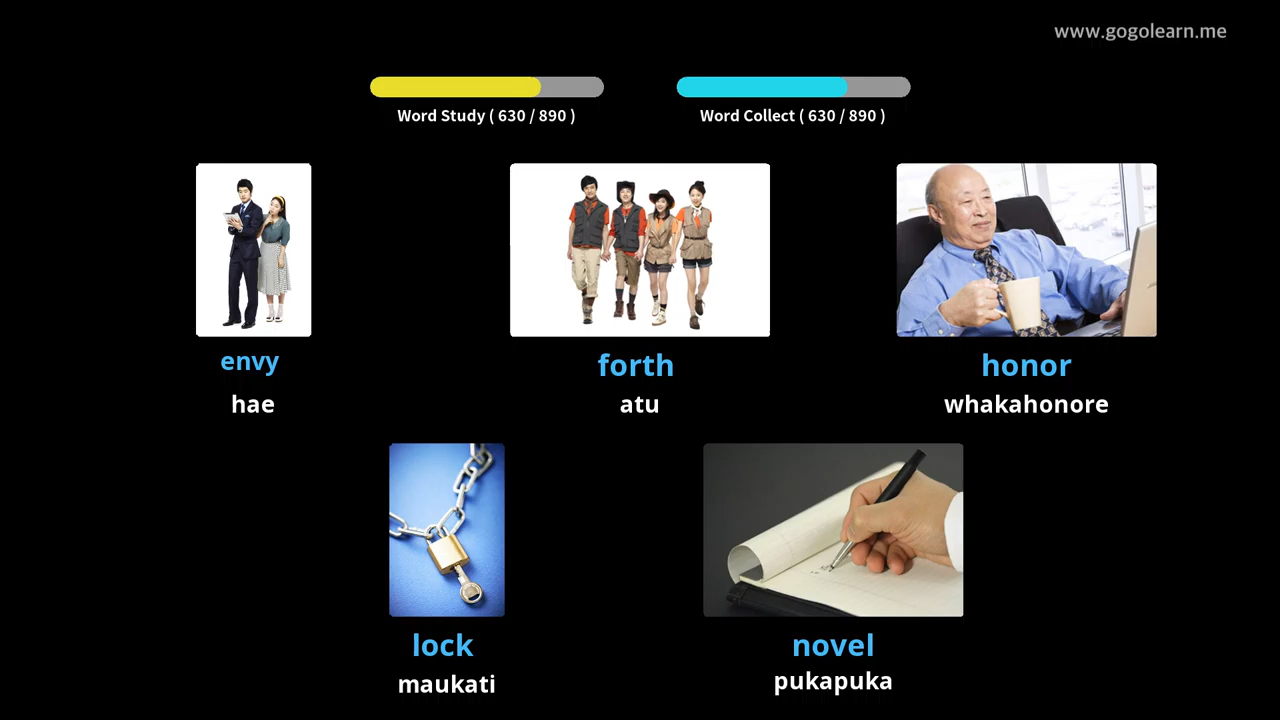 www.gogolearn.me
Word Study ( 630 / 890 )
Word Collect ( 630 / 890 )
envy
hae
forth
atu
honor
whakahonore
lock
maukati
novel
pukapuka